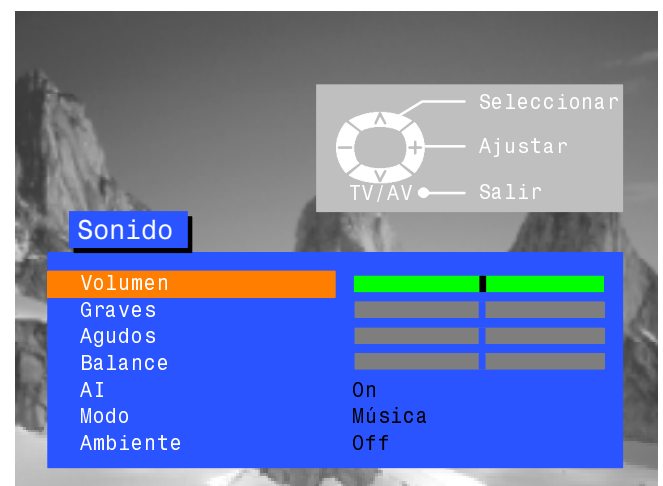 Seleccionar
Ajustar
TV/AV Salir
Sonido
Volumen
Graves
Agudos
Balance
AI On
Modo Música
Ambiente Off